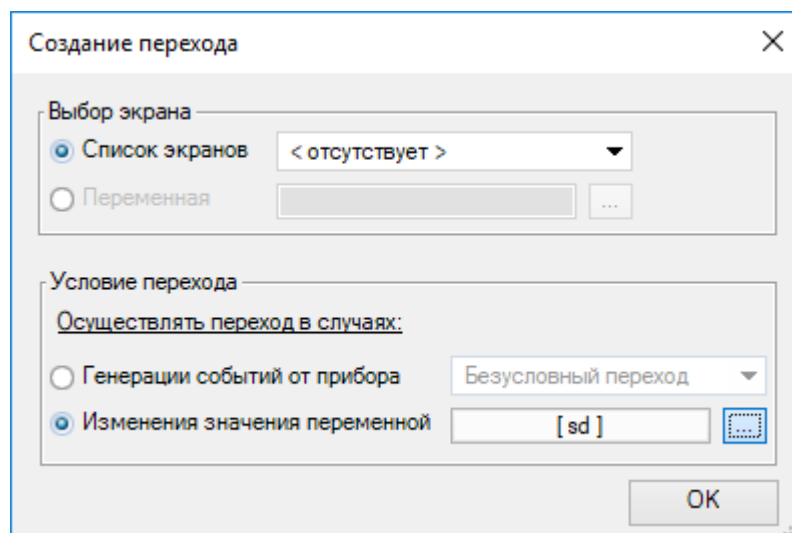 Создание перехода
Выбор экрана
Список экранов < отсутствует >
Переменная ...
Условие перехода
Осуществлять переход в случаях:
Генерации событий от прибора Безусловный переход
Изменения значения переменной [ sd ] ...
OK